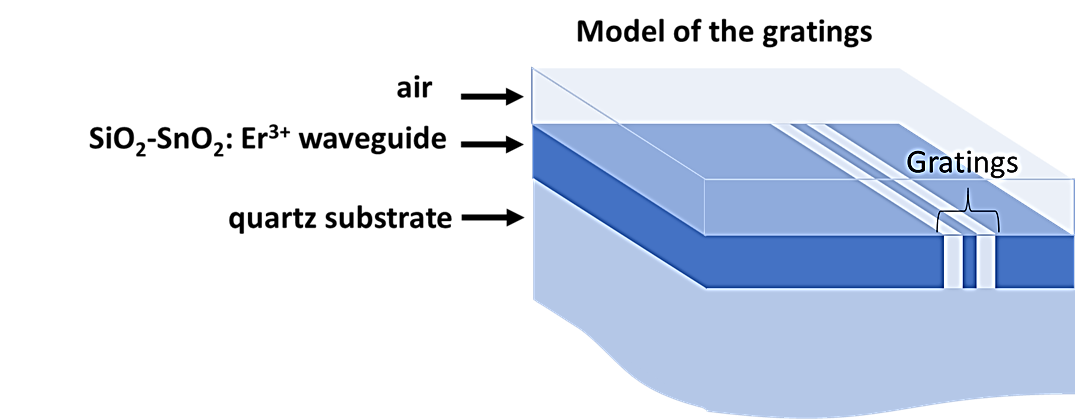 Model of the gratings
air
SiO₂-SnO₂: Er³⁺ waveguide
Gratings
quartz substrate